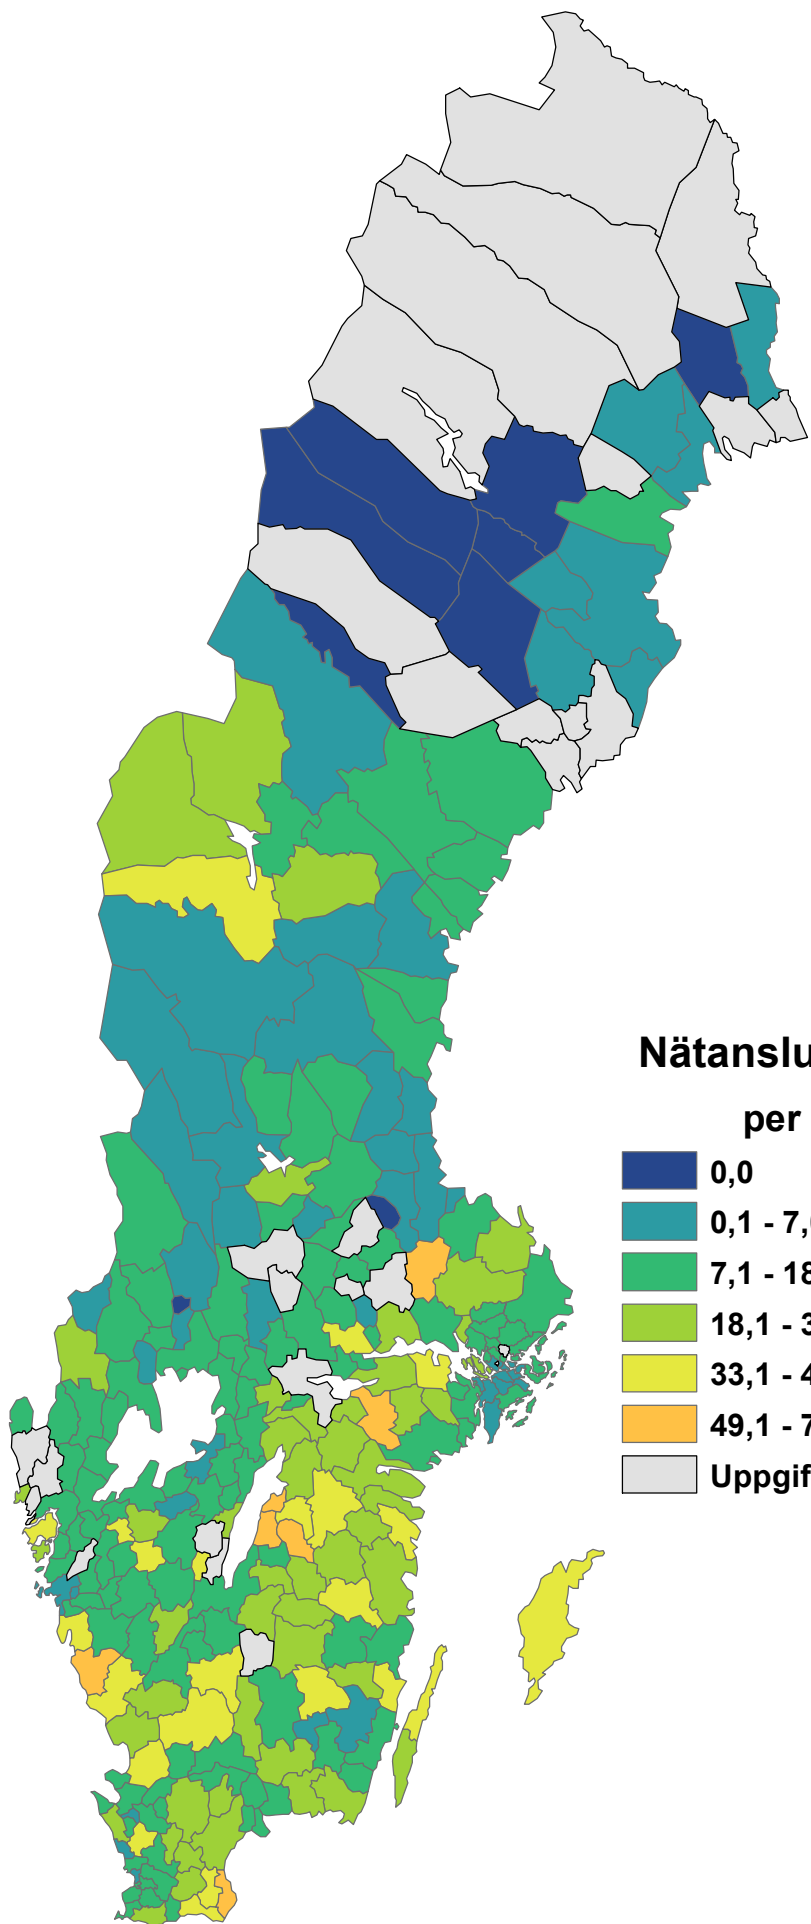 Nätanslu
per
0,0
0,1 - 7,
7,1 - 18
18,1 - 3
33,1 - 4
49,1 - 7
Uppgif